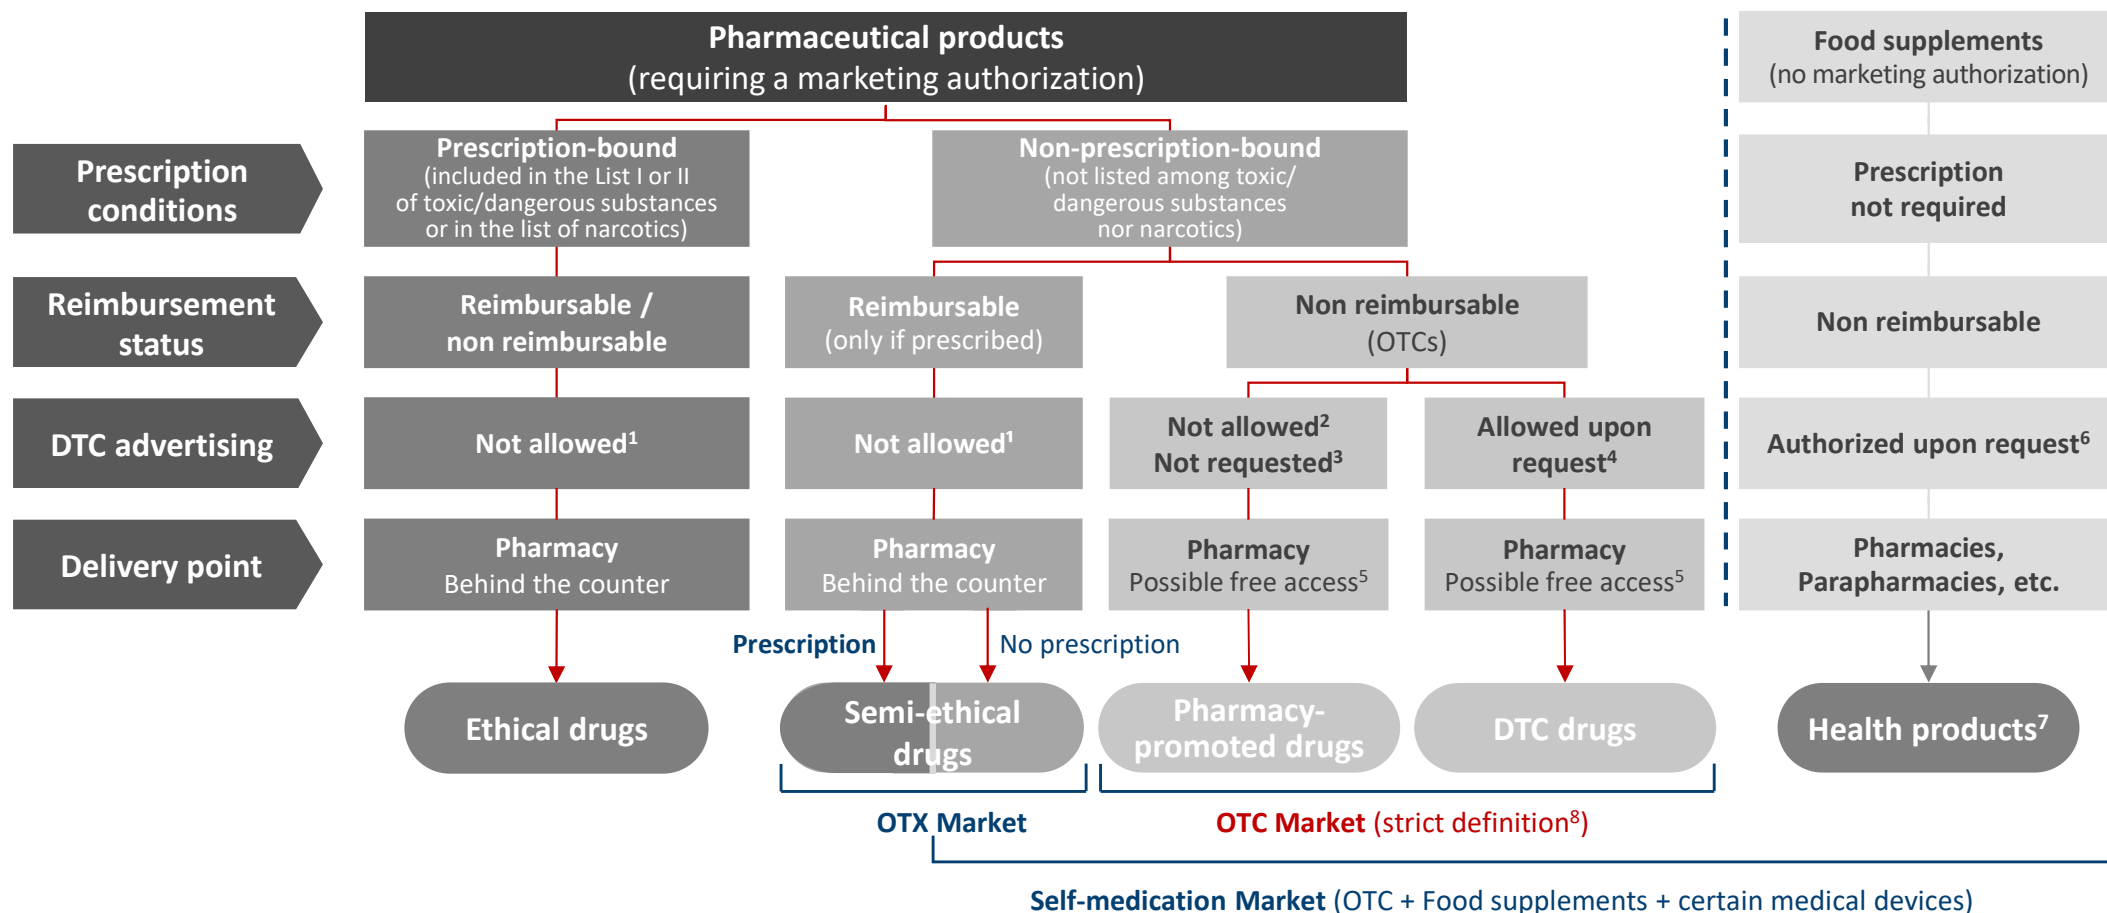 Pharmaceutical products
(requiring a marketing authorization)
Food supplements
(no marketing authorization)
Prescription
conditions
Prescription-bound
(included in the List I or II
of toxic/dangerous substances
or in the list of narcotics)
Non-prescription-bound
(not listed among toxic/
dangerous substances
nor narcotics)
Prescription
not required
Reimbursement
status
Reimbursable /
non reimbursable
Reimbursable
(only if prescribed)
Non reimbursable
(OTCs)
Non reimbursable
DTC advertising
Not allowed¹
Not allowed¹
Not allowed²
Not requested³
Allowed upon
request⁴
Authorized upon request⁶
Delivery point
Pharmacy
Behind the counter
Pharmacy
Behind the counter
Pharmacy
Possible free access⁵
Pharmacy
Possible free access⁵
Pharmacies,
Parapharmacies, etc.
Prescription
No prescription
Ethical drugs
Semi-ethical
drugs
Pharmacy-
promoted drugs
DTC drugs
Health products⁷
OTX Market
OTC Market (strict definition⁸)
Self-medication Market (OTC + Food supplements + certain medical devices)